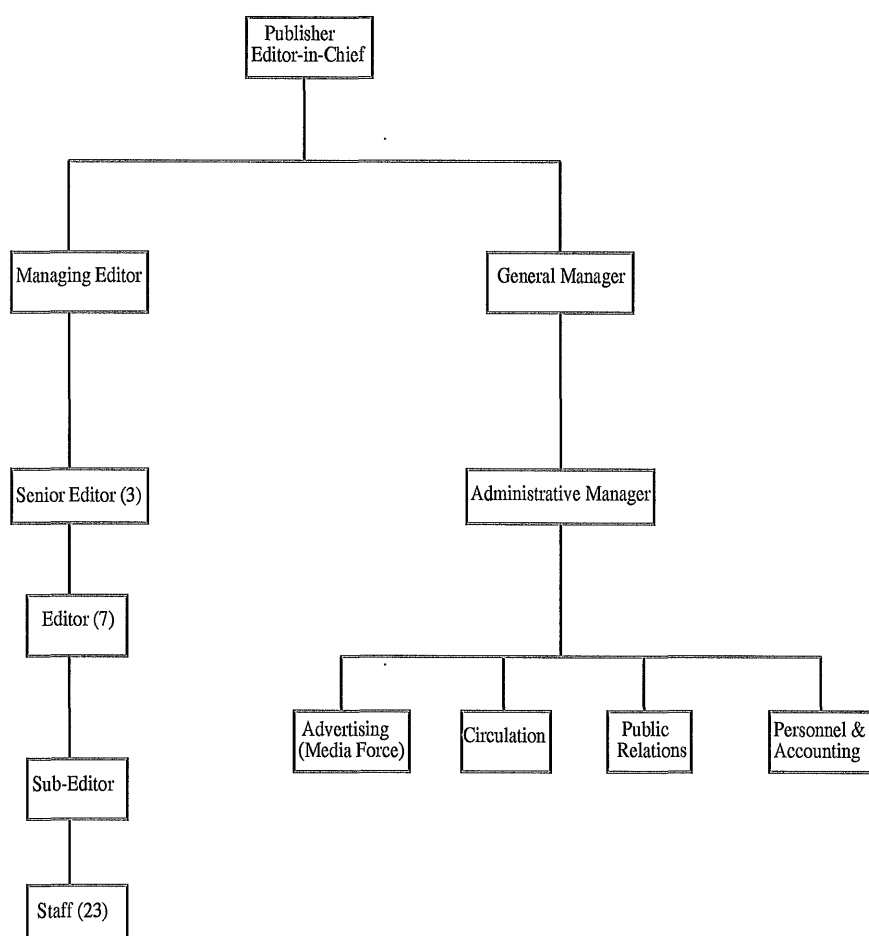 Publisher
Editor-in-Chief
Managing Editor
General Manager
Senior Editor (3)
Administrative Manager
Editor (7)
Advertising
(Media Force)
Circulation
Public
Relations
Personnel &
Accounting
Sub-Editor
Staff (23)